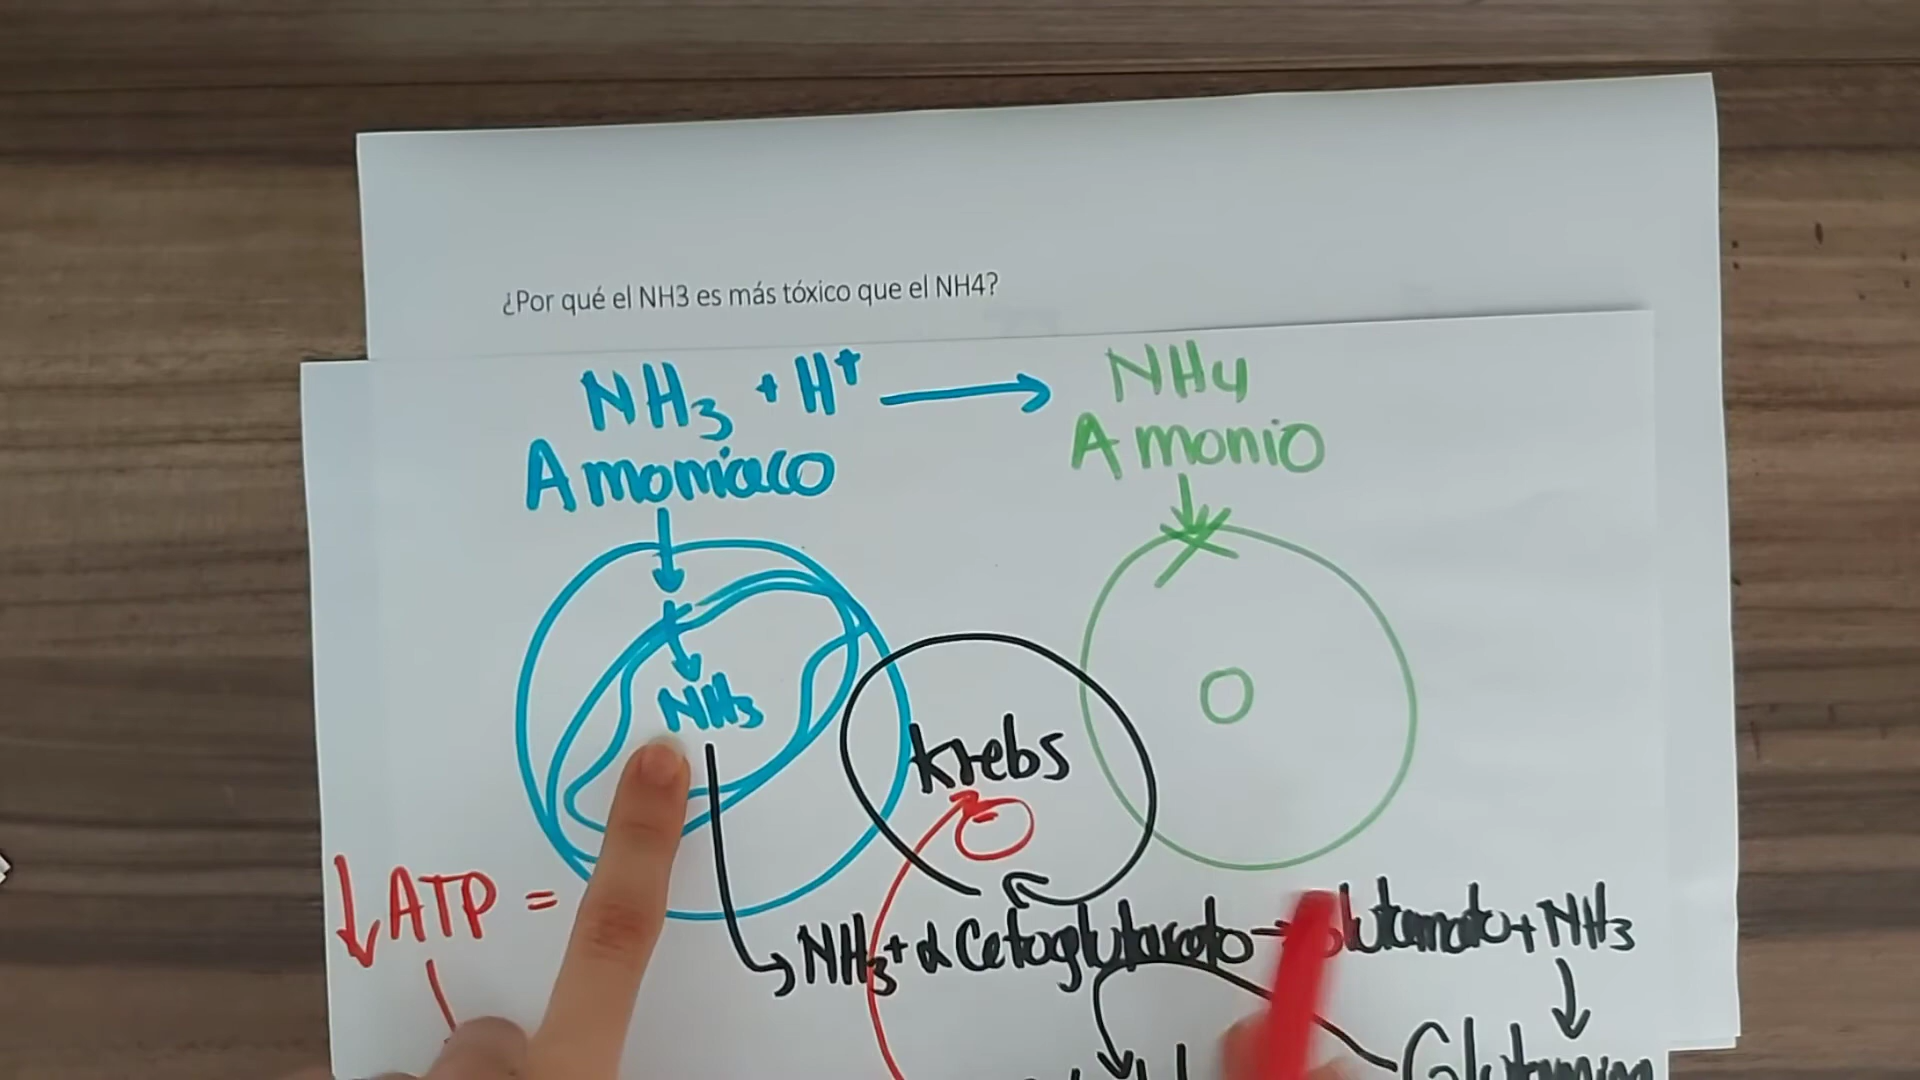 ¿Por qué el NH3 es más tóxico que el NH4?
NH3 + H+ → NH4
Amoníaco
Amonio
NH3
Krebs
↓ ATP =
NH3 + α Cetoglutarato → Glutamato + NH3